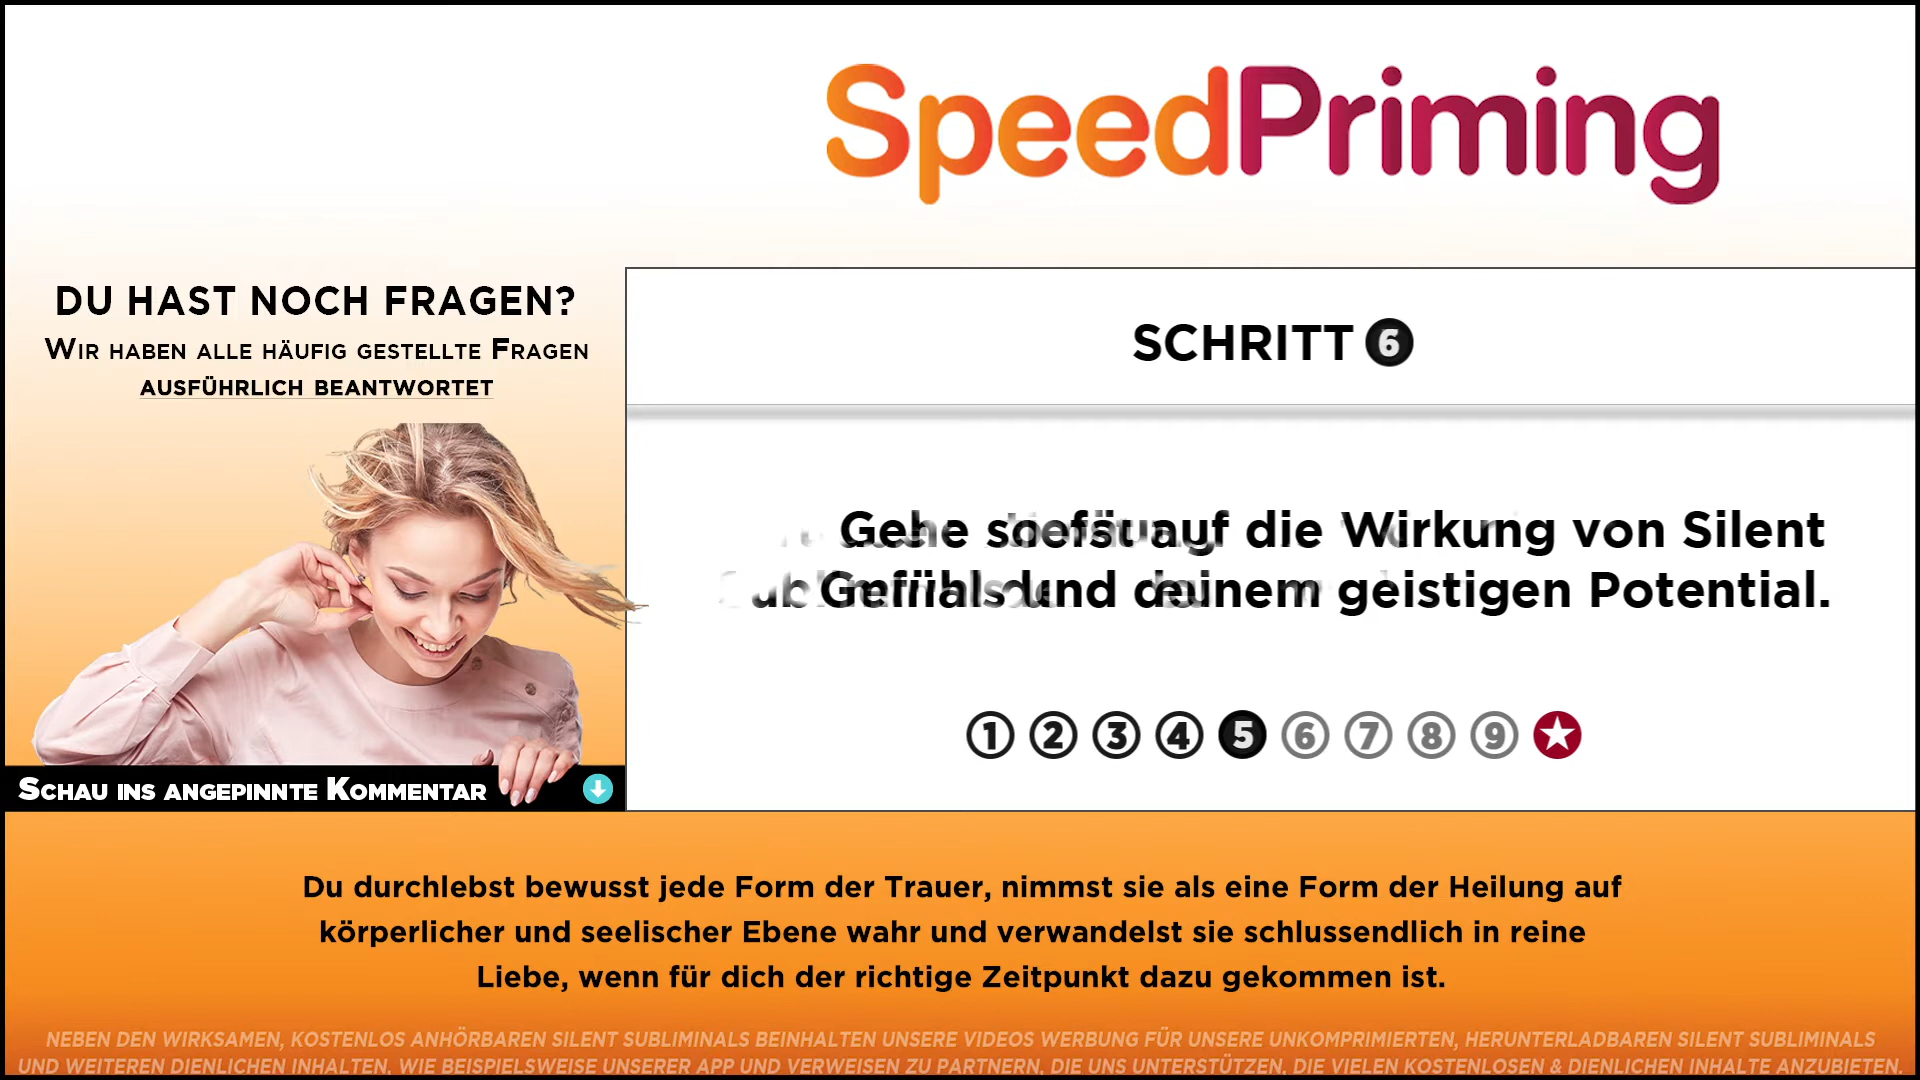 SpeedPriming
DU HAST NOCH FRAGEN?
WIR HABEN ALLE HÄUFIG GESTELLTE FRAGEN
AUSFÜHRLICH BEANTWORTET
SCHAU INS ANGEPINNTE KOMMENTAR
SCHRITT 6
Gehe auf die Wirkung von Silent
und deinem geistigen Potential.
1 2 3 4 5 6 7 8 9
Du durchlebst bewusst jede Form der Trauer, nimmst sie als eine Form der Heilung auf
körperlicher und seelischer Ebene wahr und verwandelst sie schlussendlich in reine
Liebe, wenn für dich der richtige Zeitpunkt dazu gekommen ist.
NEBEN DEN WIRKSAMEN, KOSTENLOS ANHÖRBAREN SILENT SUBLIMINALS BEINHALTEN UNSERE VIDEOS WERBUNG FÜR UNSERE UNKOMPRIMIERTEN, HERUNTERLADBAREN SILENT SUBLIMINALS
UND WEITEREN DIENLICHEN INHALTEN, WIE BEISPIELSWEISE UNSERER APP UND VERWEISEN ZU PARTNERN, DIE UNS UNTERSTÜTZEN, DIE VIELEN KOSTENLOSEN & DIENLICHEN INHALTE ANZUBIETEN.